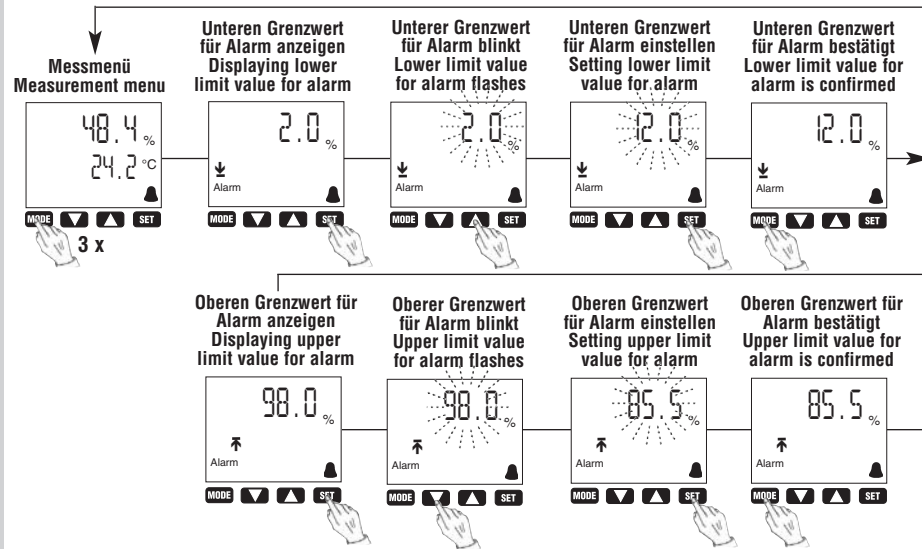 Messmenü
Measurement menu
48.4 %
24.2 °C
MODE SET
3 x
Unteren Grenzwert
für Alarm anzeigen
Displaying lower
limit value for alarm
2.0 %
Alarm
MODE SET
Unterer Grenzwert
für Alarm blinkt
Lower limit value
for alarm flashes
2.0 %
Alarm
MODE SET
Unteren Grenzwert
für Alarm einstellen
Setting lower limit
value for alarm
12.0 %
Alarm
MODE SET
Unteren Grenzwert
für Alarm bestätigt
Lower limit value for
alarm is confirmed
12.0 %
Alarm
MODE SET
Oberen Grenzwert für
Alarm anzeigen
Displaying upper
limit value for alarm
98.0 %
Alarm
MODE SET
Oberer Grenzwert
für Alarm blinkt
Upper limit value
for alarm flashes
98.0 %
Alarm
MODE SET
Oberen Grenzwert
für Alarm einstellen
Setting upper limit
value for alarm
85.5 %
Alarm
MODE SET
Oberen Grenzwert für
Alarm bestätigt
Upper limit value for
alarm is confirmed
85.5 %
Alarm
MODE SET